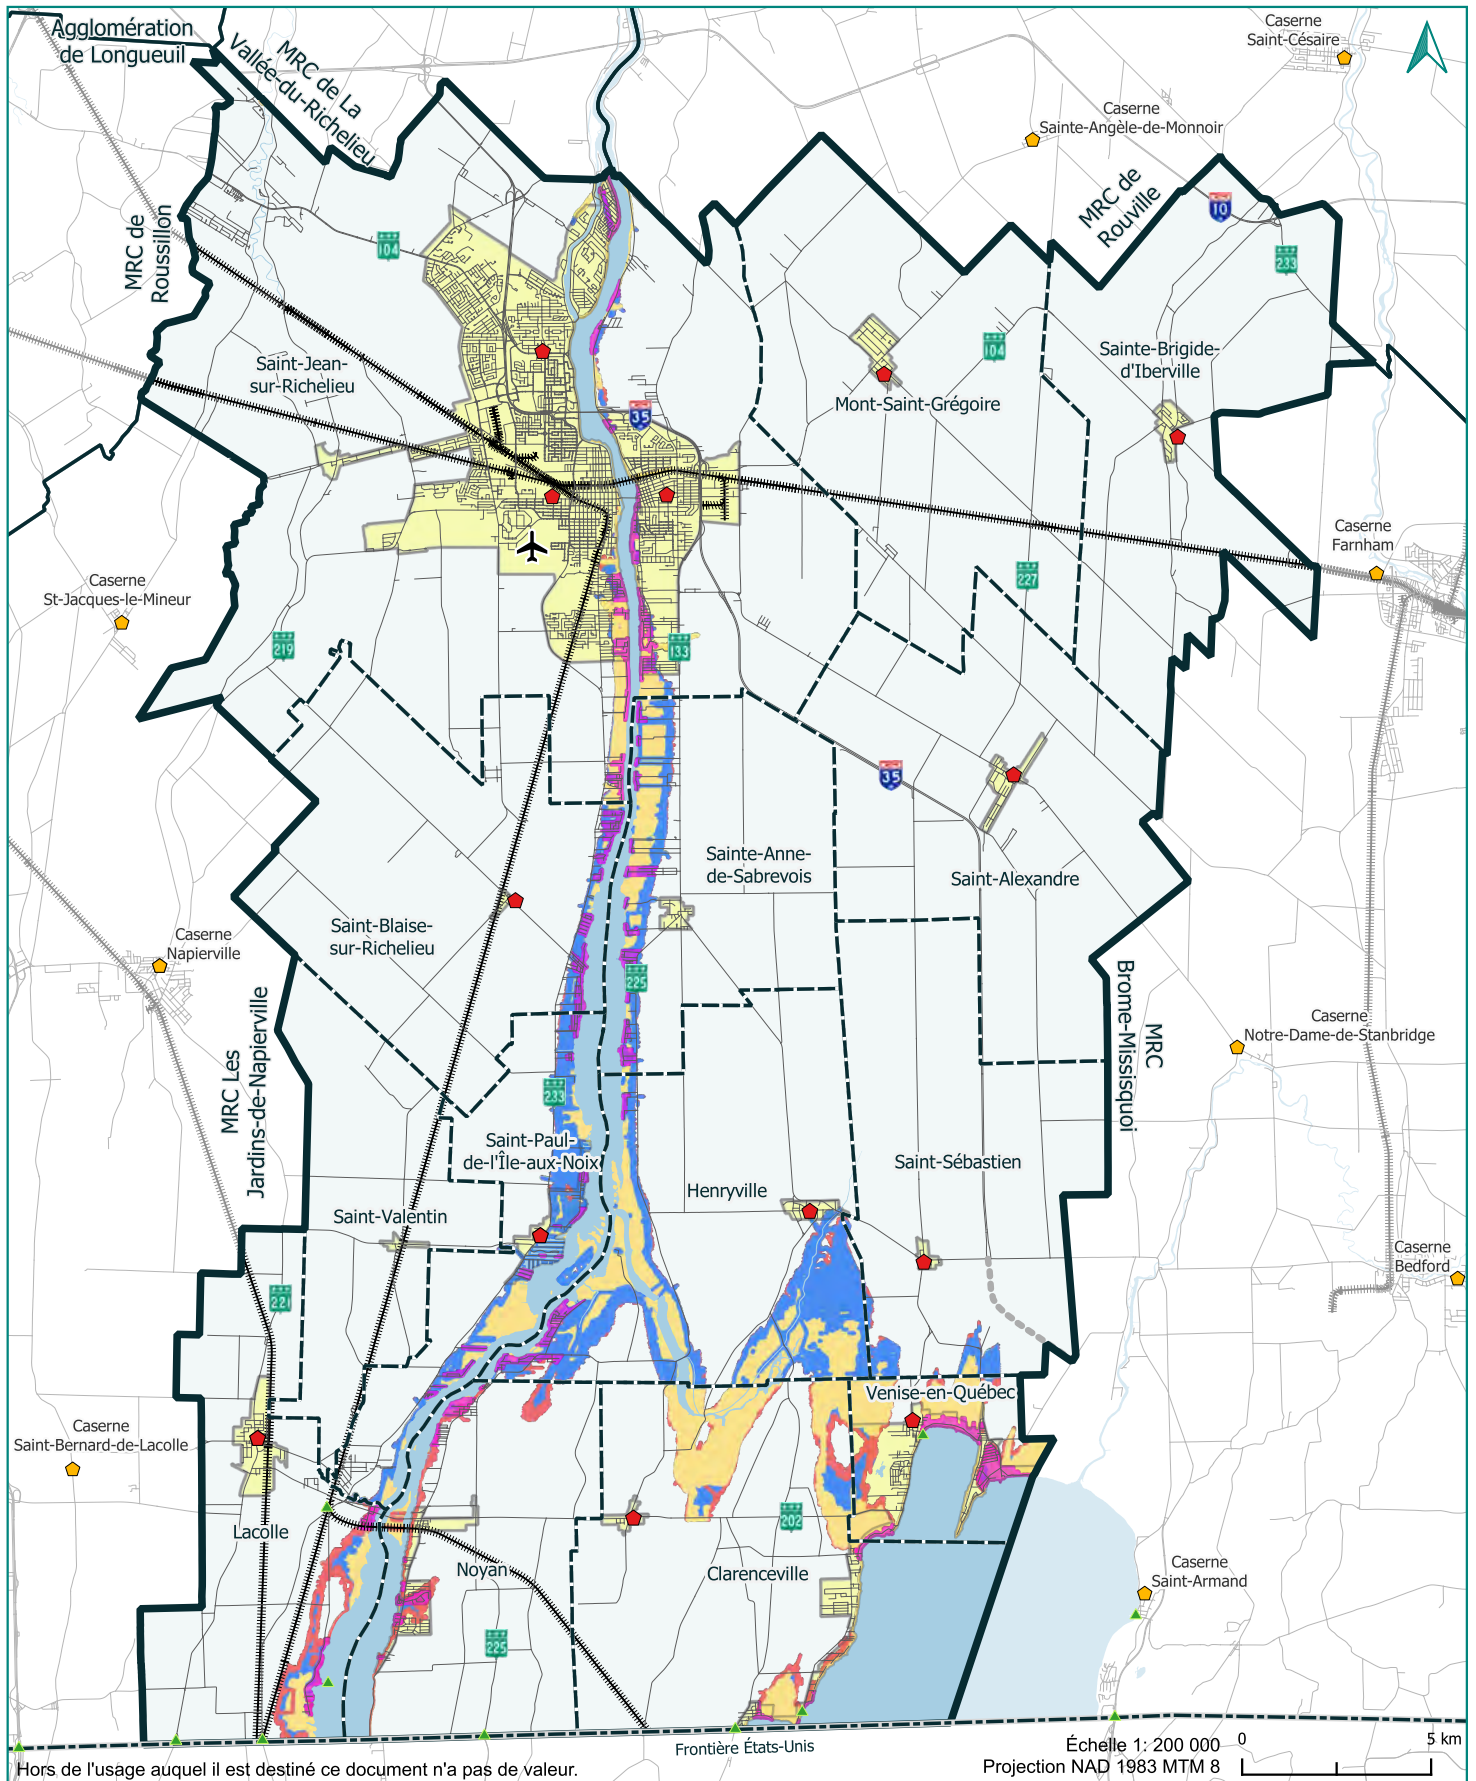 Agglomération
de Longueuil
MRC de La
Vallée-du-Richelieu
Caserne
Saint-Césaire
Caserne
Sainte-Angèle-de-Monnoir
MRC de
Rouville
10
233
MRC de
Roussillon
104
104
Saint-Jean-
sur-Richelieu
Sainte-Brigide-
d'Iberville
Mont-Saint-Grégoire
35
Caserne
Farnham
Caserne
St-Jacques-le-Mineur
227
219
133
35
Sainte-Anne-
de-Sabrevois
Saint-Alexandre
Saint-Blaise-
sur-Richelieu
Caserne
Napierville
225
MRC
Brome-Missisquoi
Caserne
Notre-Dame-de-Stanbridge
MRC Les
Jardins-de-Napierville
233
Saint-Paul-
de-l'Île-aux-Noix
Saint-Sébastien
Henryville
Saint-Valentin
Caserne
Bedford
221
Venise-en-Québec
Caserne
Saint-Bernard-de-Lacolle
202
Lacolle
Noyan
Clarenceville
Caserne
Saint-Armand
225
Frontière États-Unis
Échelle 1: 200 000
Projection NAD 1983 MTM 8
0
5 km
Hors de l'usage auquel il est destiné ce document n'a pas de valeur.